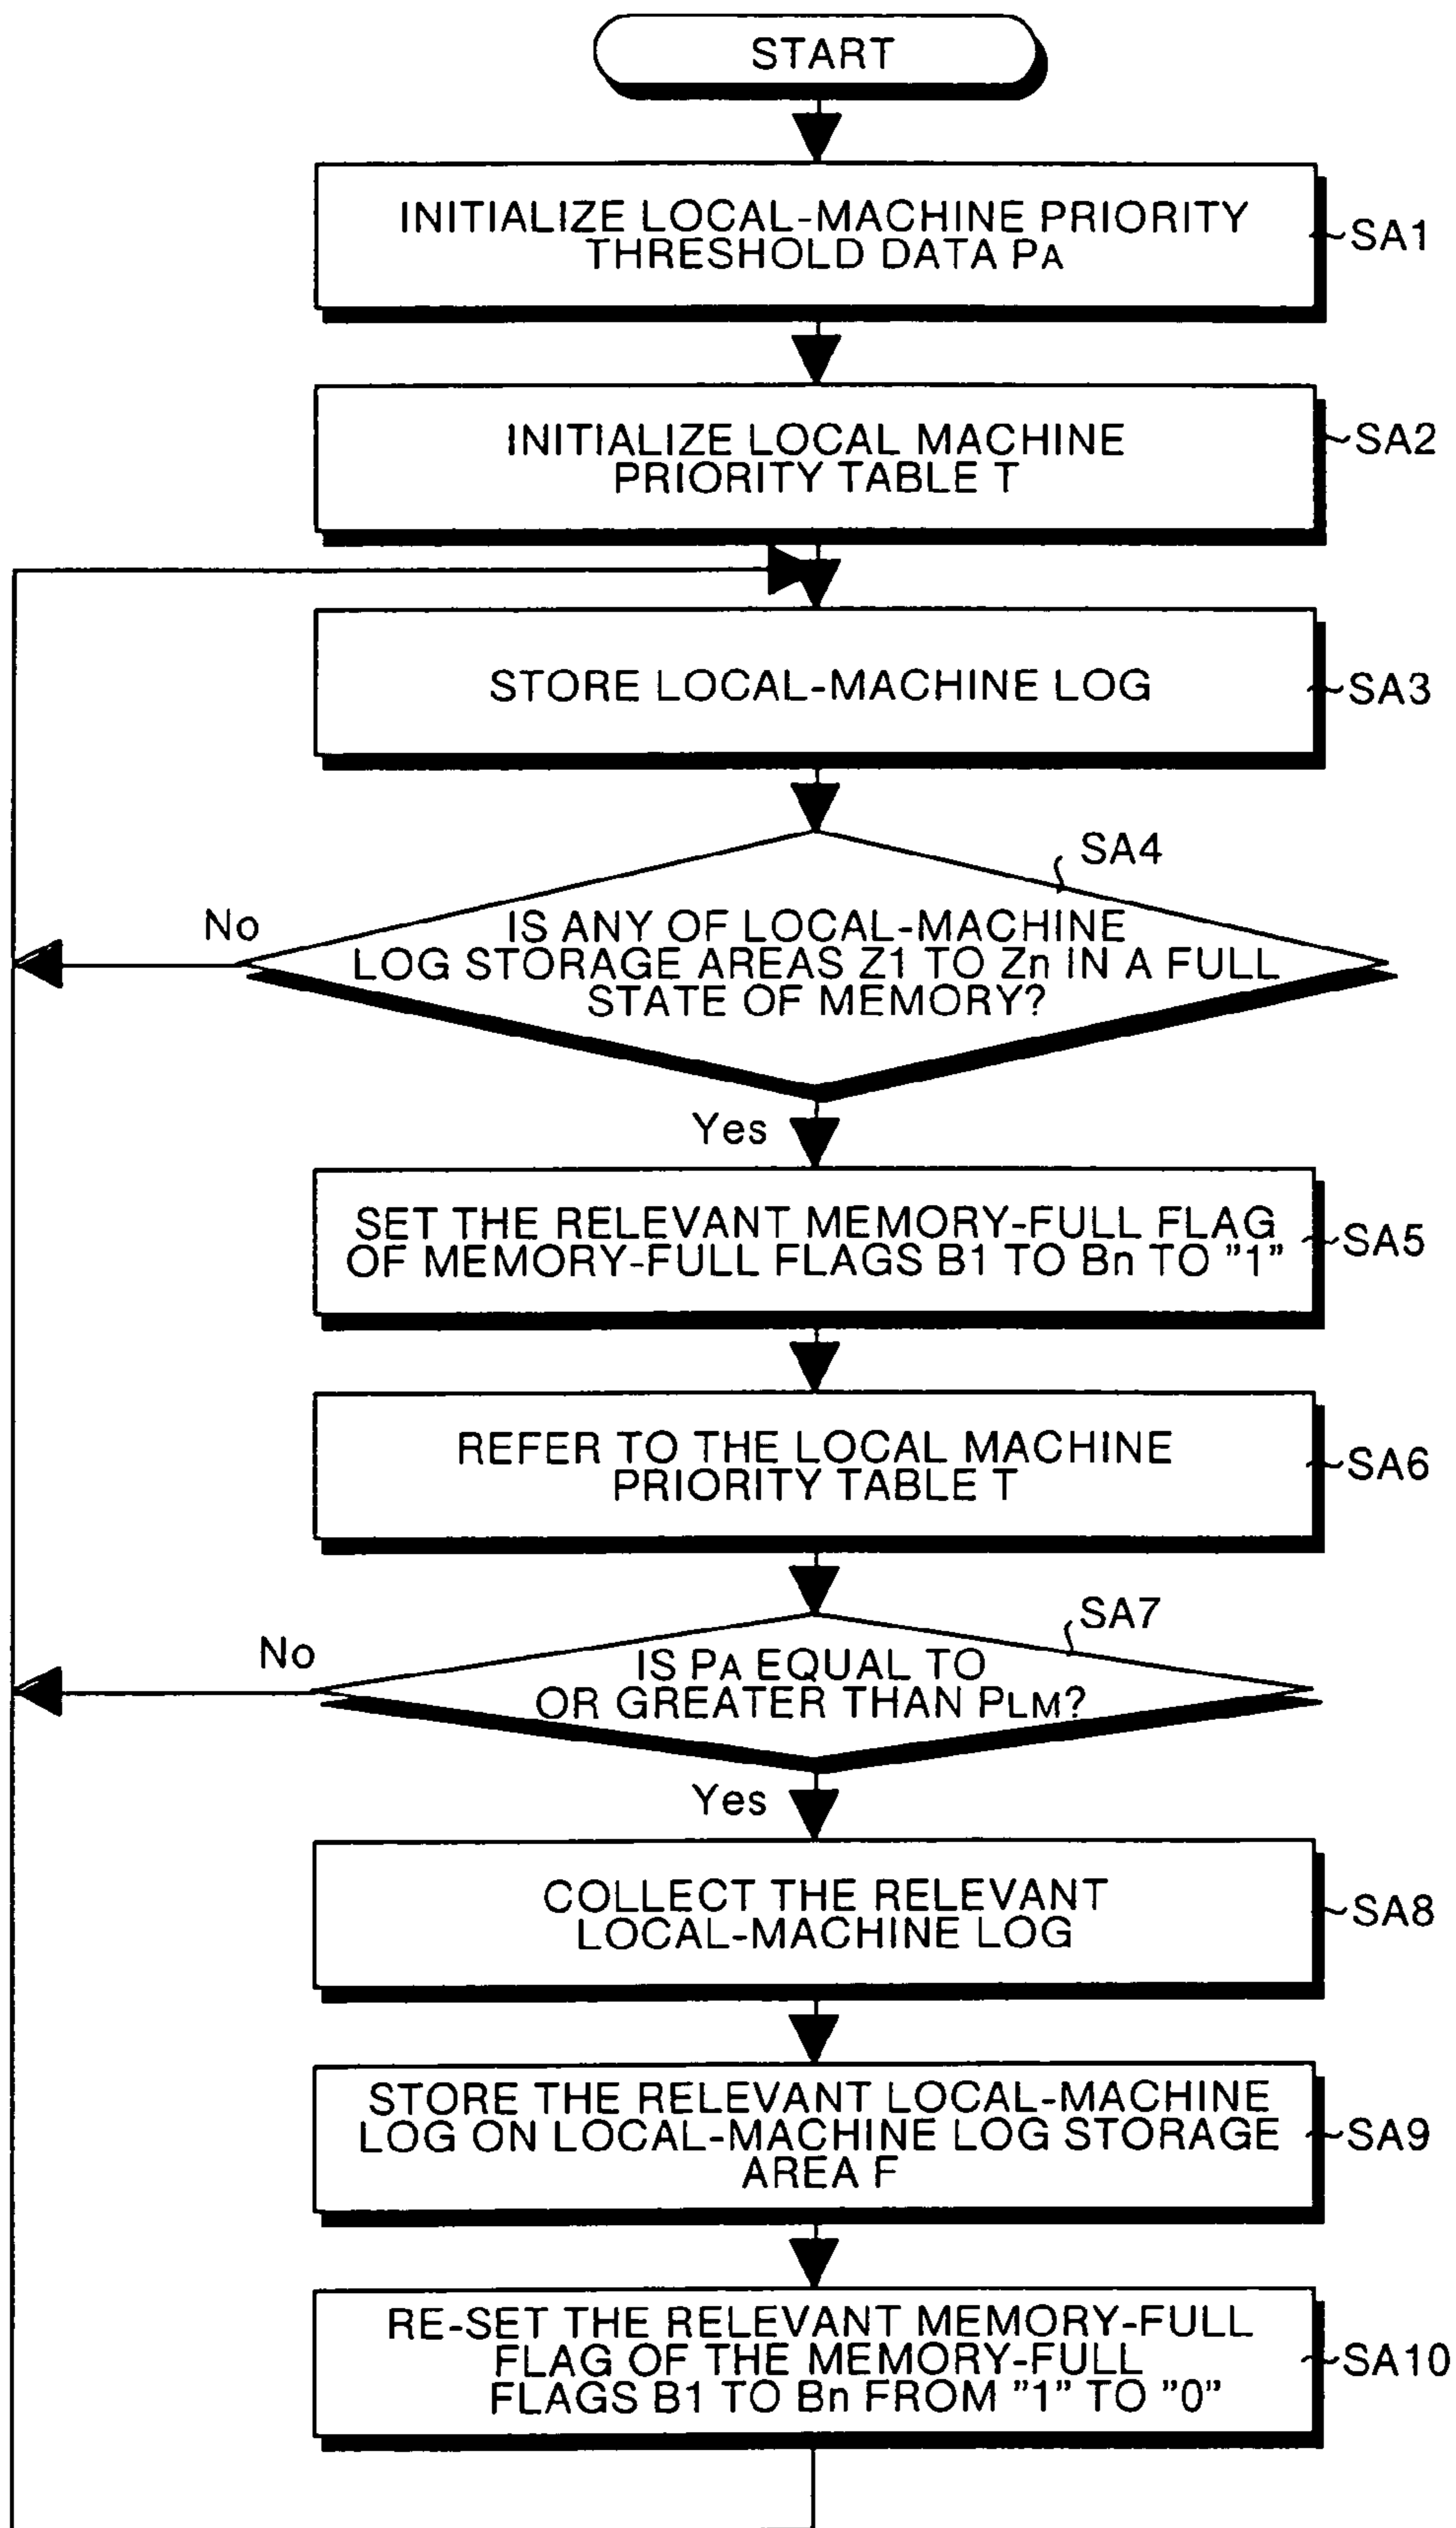 START
INITIALIZE LOCAL-MACHINE PRIORITY
THRESHOLD DATA PA
SA1
INITIALIZE LOCAL MACHINE
PRIORITY TABLE T
SA2
STORE LOCAL-MACHINE LOG
SA3
SA4
No
IS ANY OF LOCAL-MACHINE
LOG STORAGE AREAS Z1 TO Zn IN A FULL
STATE OF MEMORY?
Yes
SET THE RELEVANT MEMORY-FULL FLAG
OF MEMORY-FULL FLAGS B1 TO Bn TO ”1”
SA5
REFER TO THE LOCAL MACHINE
PRIORITY TABLE T
SA6
SA7
No
IS PA EQUAL TO
OR GREATER THAN PLM?
Yes
COLLECT THE RELEVANT
LOCAL-MACHINE LOG
SA8
STORE THE RELEVANT LOCAL-MACHINE
LOG ON LOCAL-MACHINE LOG STORAGE
AREA F
SA9
RE-SET THE RELEVANT MEMORY-FULL
FLAG OF THE MEMORY-FULL
FLAGS B1 TO Bn FROM ”1” TO ”0”
SA10